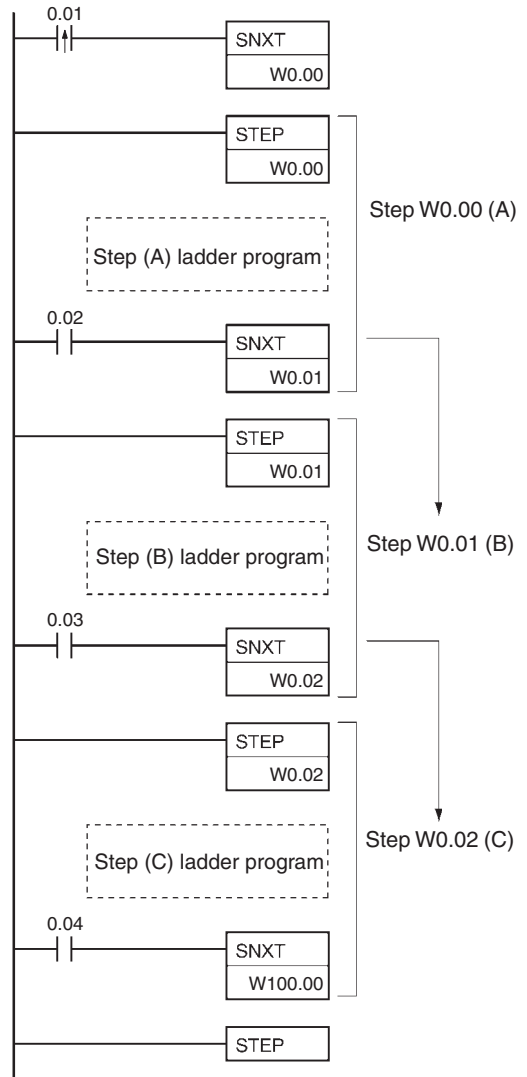 0.01
SNXT
W0.00
STEP
W0.00
Step W0.00 (A)
Step (A) ladder program
0.02
SNXT
W0.01
STEP
W0.01
Step W0.01 (B)
Step (B) ladder program
0.03
SNXT
W0.02
STEP
W0.02
Step W0.02 (C)
Step (C) ladder program
0.04
SNXT
W100.00
STEP